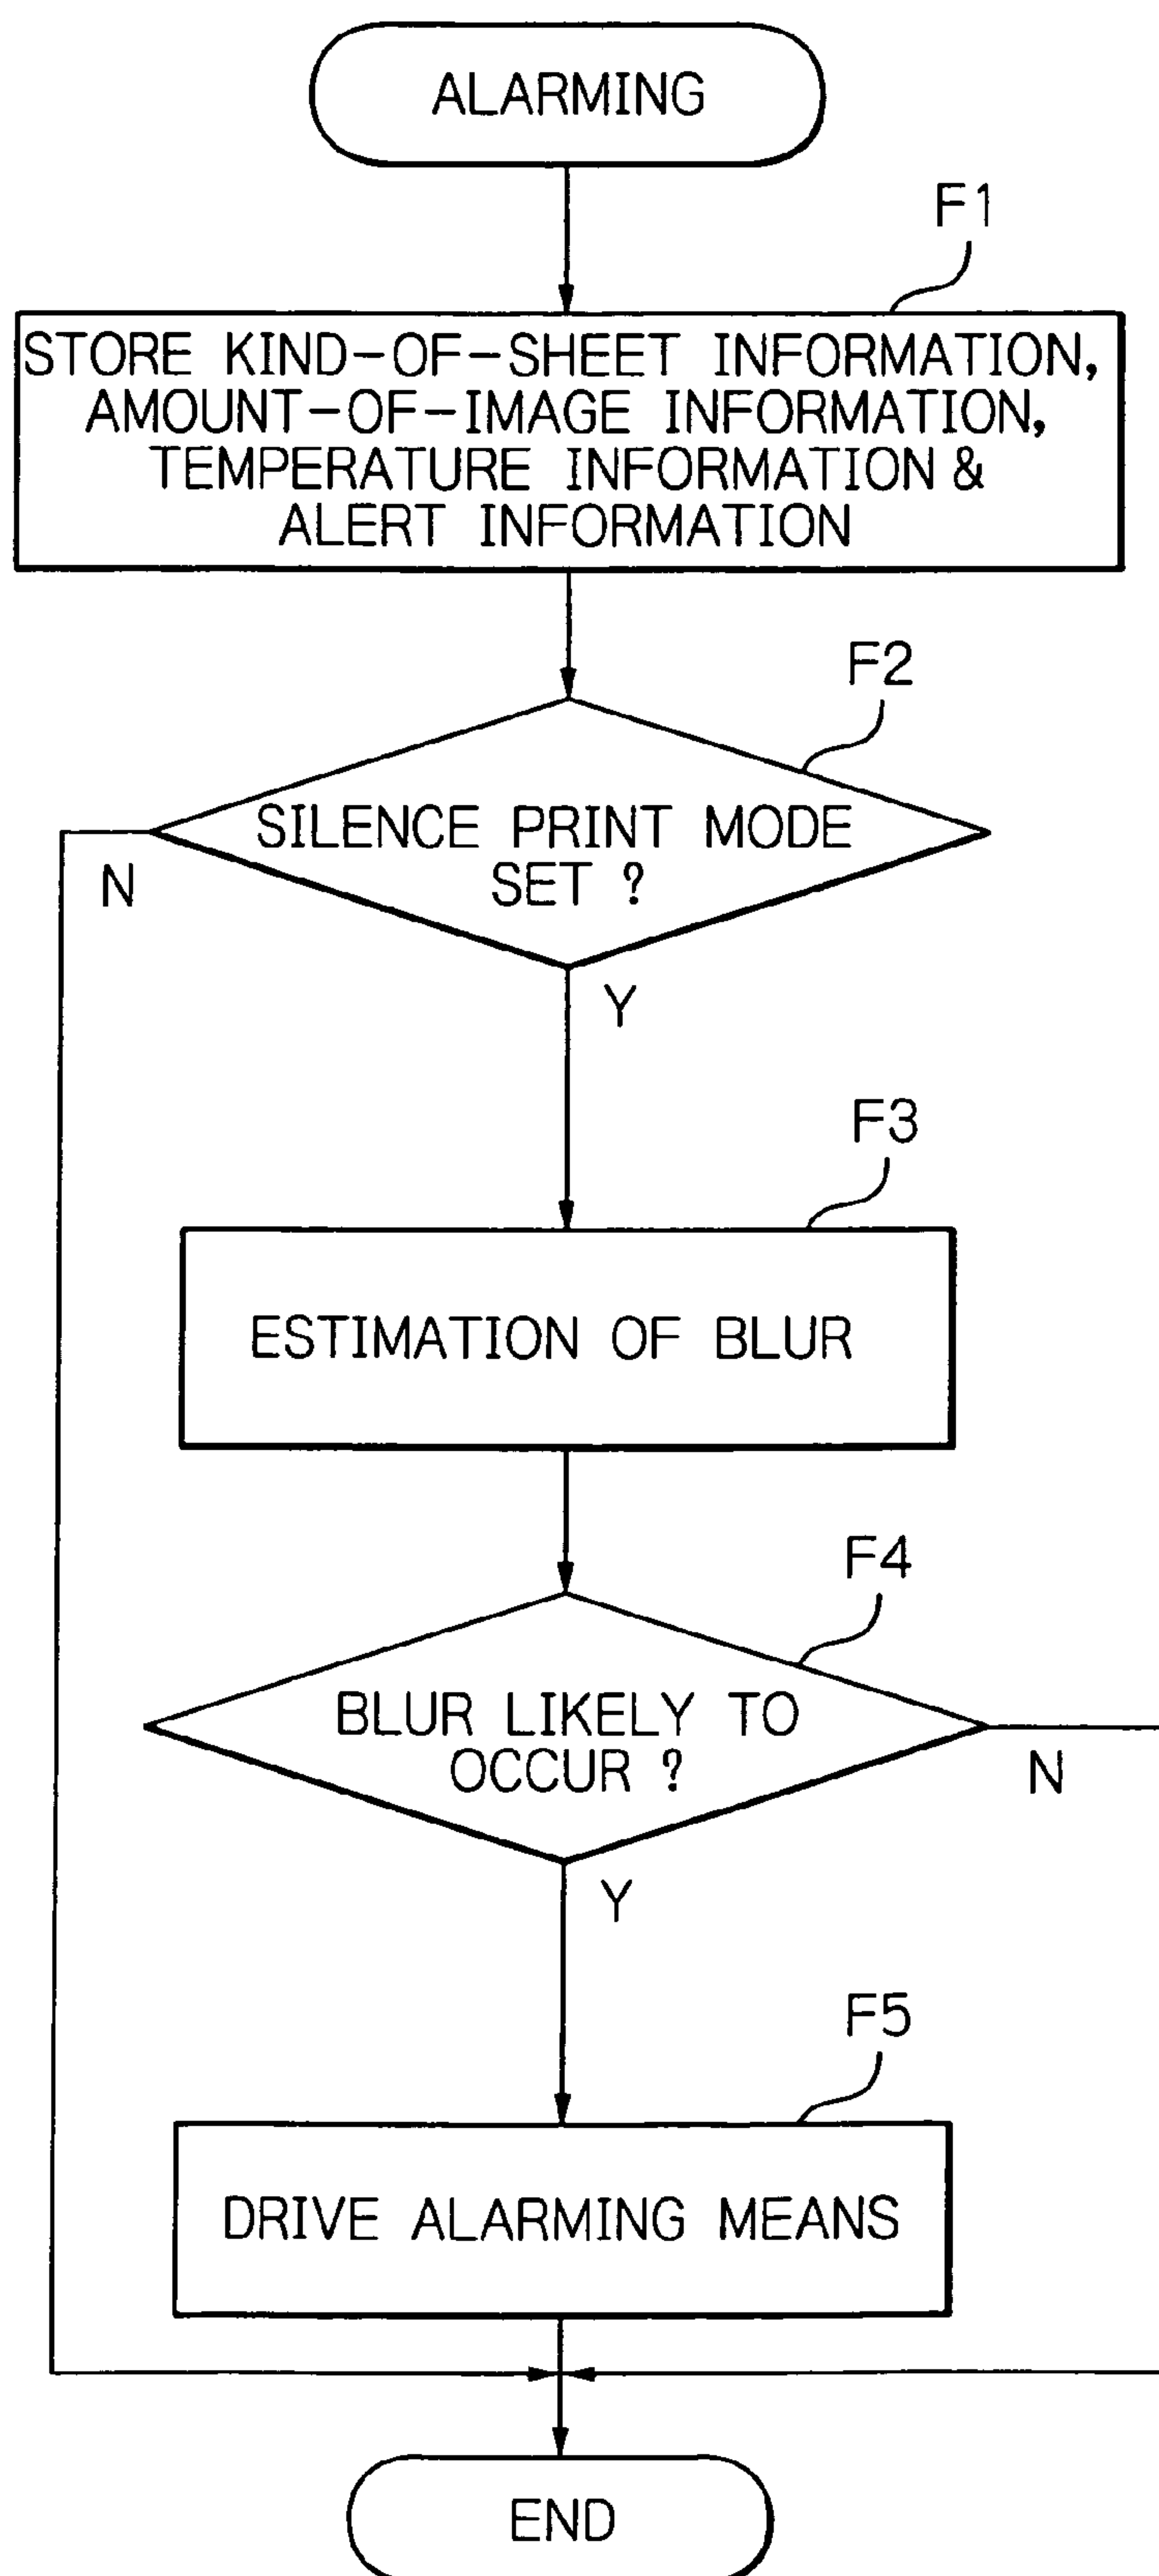 ALARMING
F1
STORE KIND-OF-SHEET INFORMATION,
AMOUNT-OF-IMAGE INFORMATION,
TEMPERATURE INFORMATION &
ALERT INFORMATION
F2
SILENCE PRINT MODE
SET ?
N
Y
F3
ESTIMATION OF BLUR
F4
BLUR LIKELY TO
OCCUR ?
N
Y
F5
DRIVE ALARMING MEANS
END